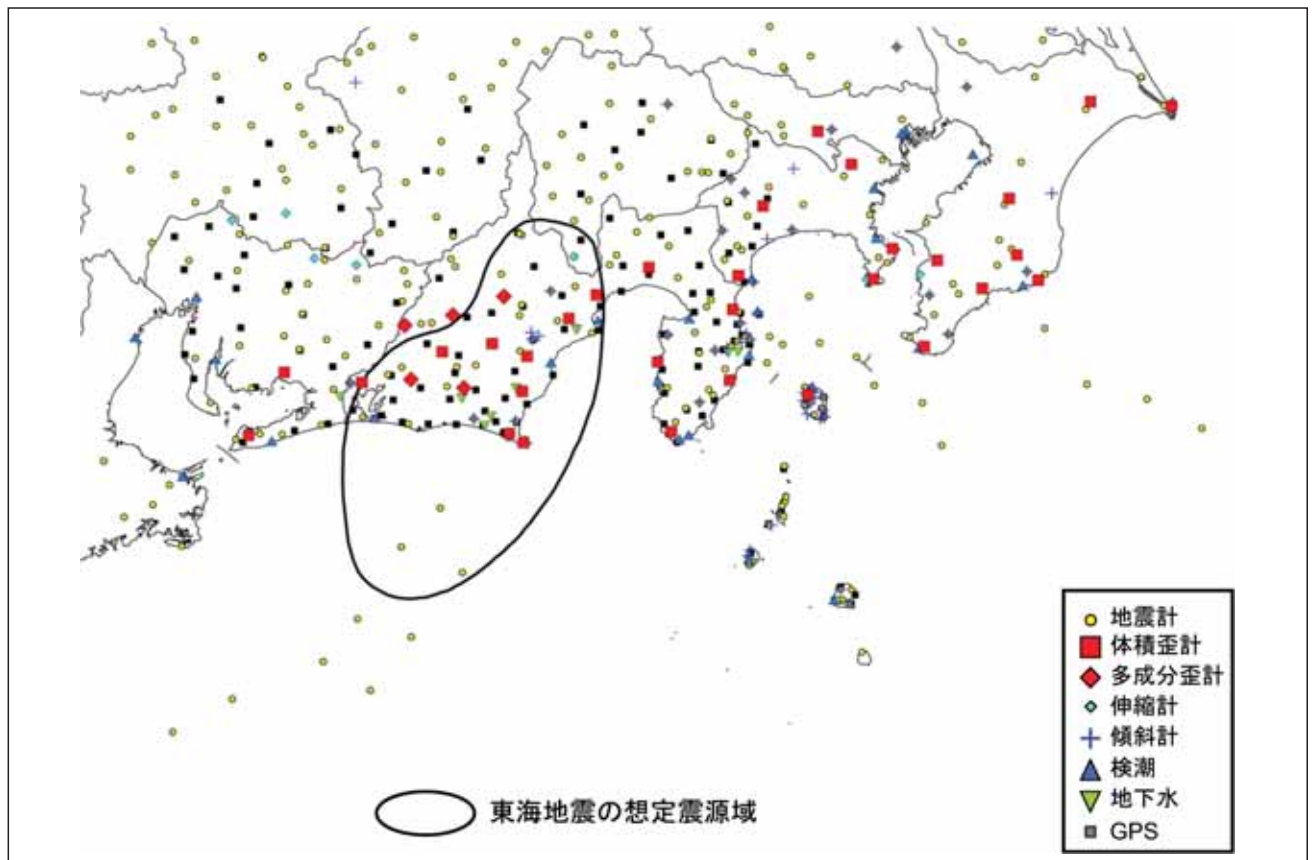 地震計
体積歪計
多成分歪計
伸縮計
傾斜計
検潮
地下水
GPS
東海地震の想定震源域